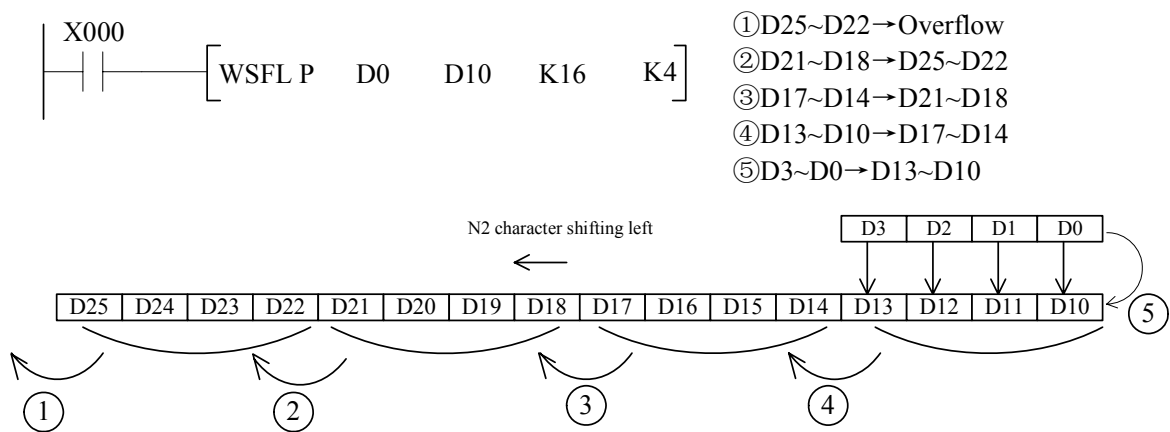 X000
WSFL P D0 D10 K16 K4
①D25~D22→Overflow
②D21~D18→D25~D22
③D17~D14→D21~D18
④D13~D10→D17~D14
⑤D3~D0→D13~D10
N2 character shifting left
D3 D2 D1 D0
D25 D24 D23 D22 D21 D20 D19 D18 D17 D16 D15 D14 D13 D12 D11 D10
5
1 2 3 4